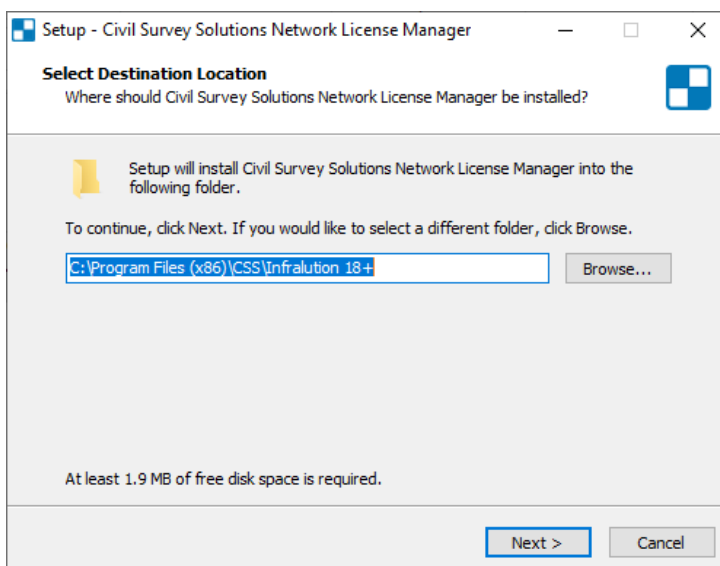 Setup - Civil Survey Solutions Network License Manager
Select Destination Location
Where should Civil Survey Solutions Network License Manager be installed?
Setup will install Civil Survey Solutions Network License Manager into the
following folder.
To continue, click Next. If you would like to select a different folder, click Browse.
C:\Program Files (x86)\CSS\Infralution 18+
Browse...
At least 1.9 MB of free disk space is required.
Next >
Cancel